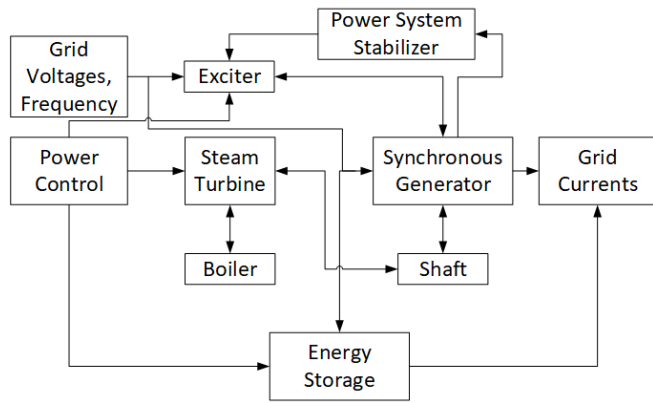 Grid
Voltages,
Frequency
Exciter
Power System
Stabilizer
Power
Control
Steam
Turbine
Synchronous
Generator
Grid
Currents
Boiler
Shaft
Energy
Storage